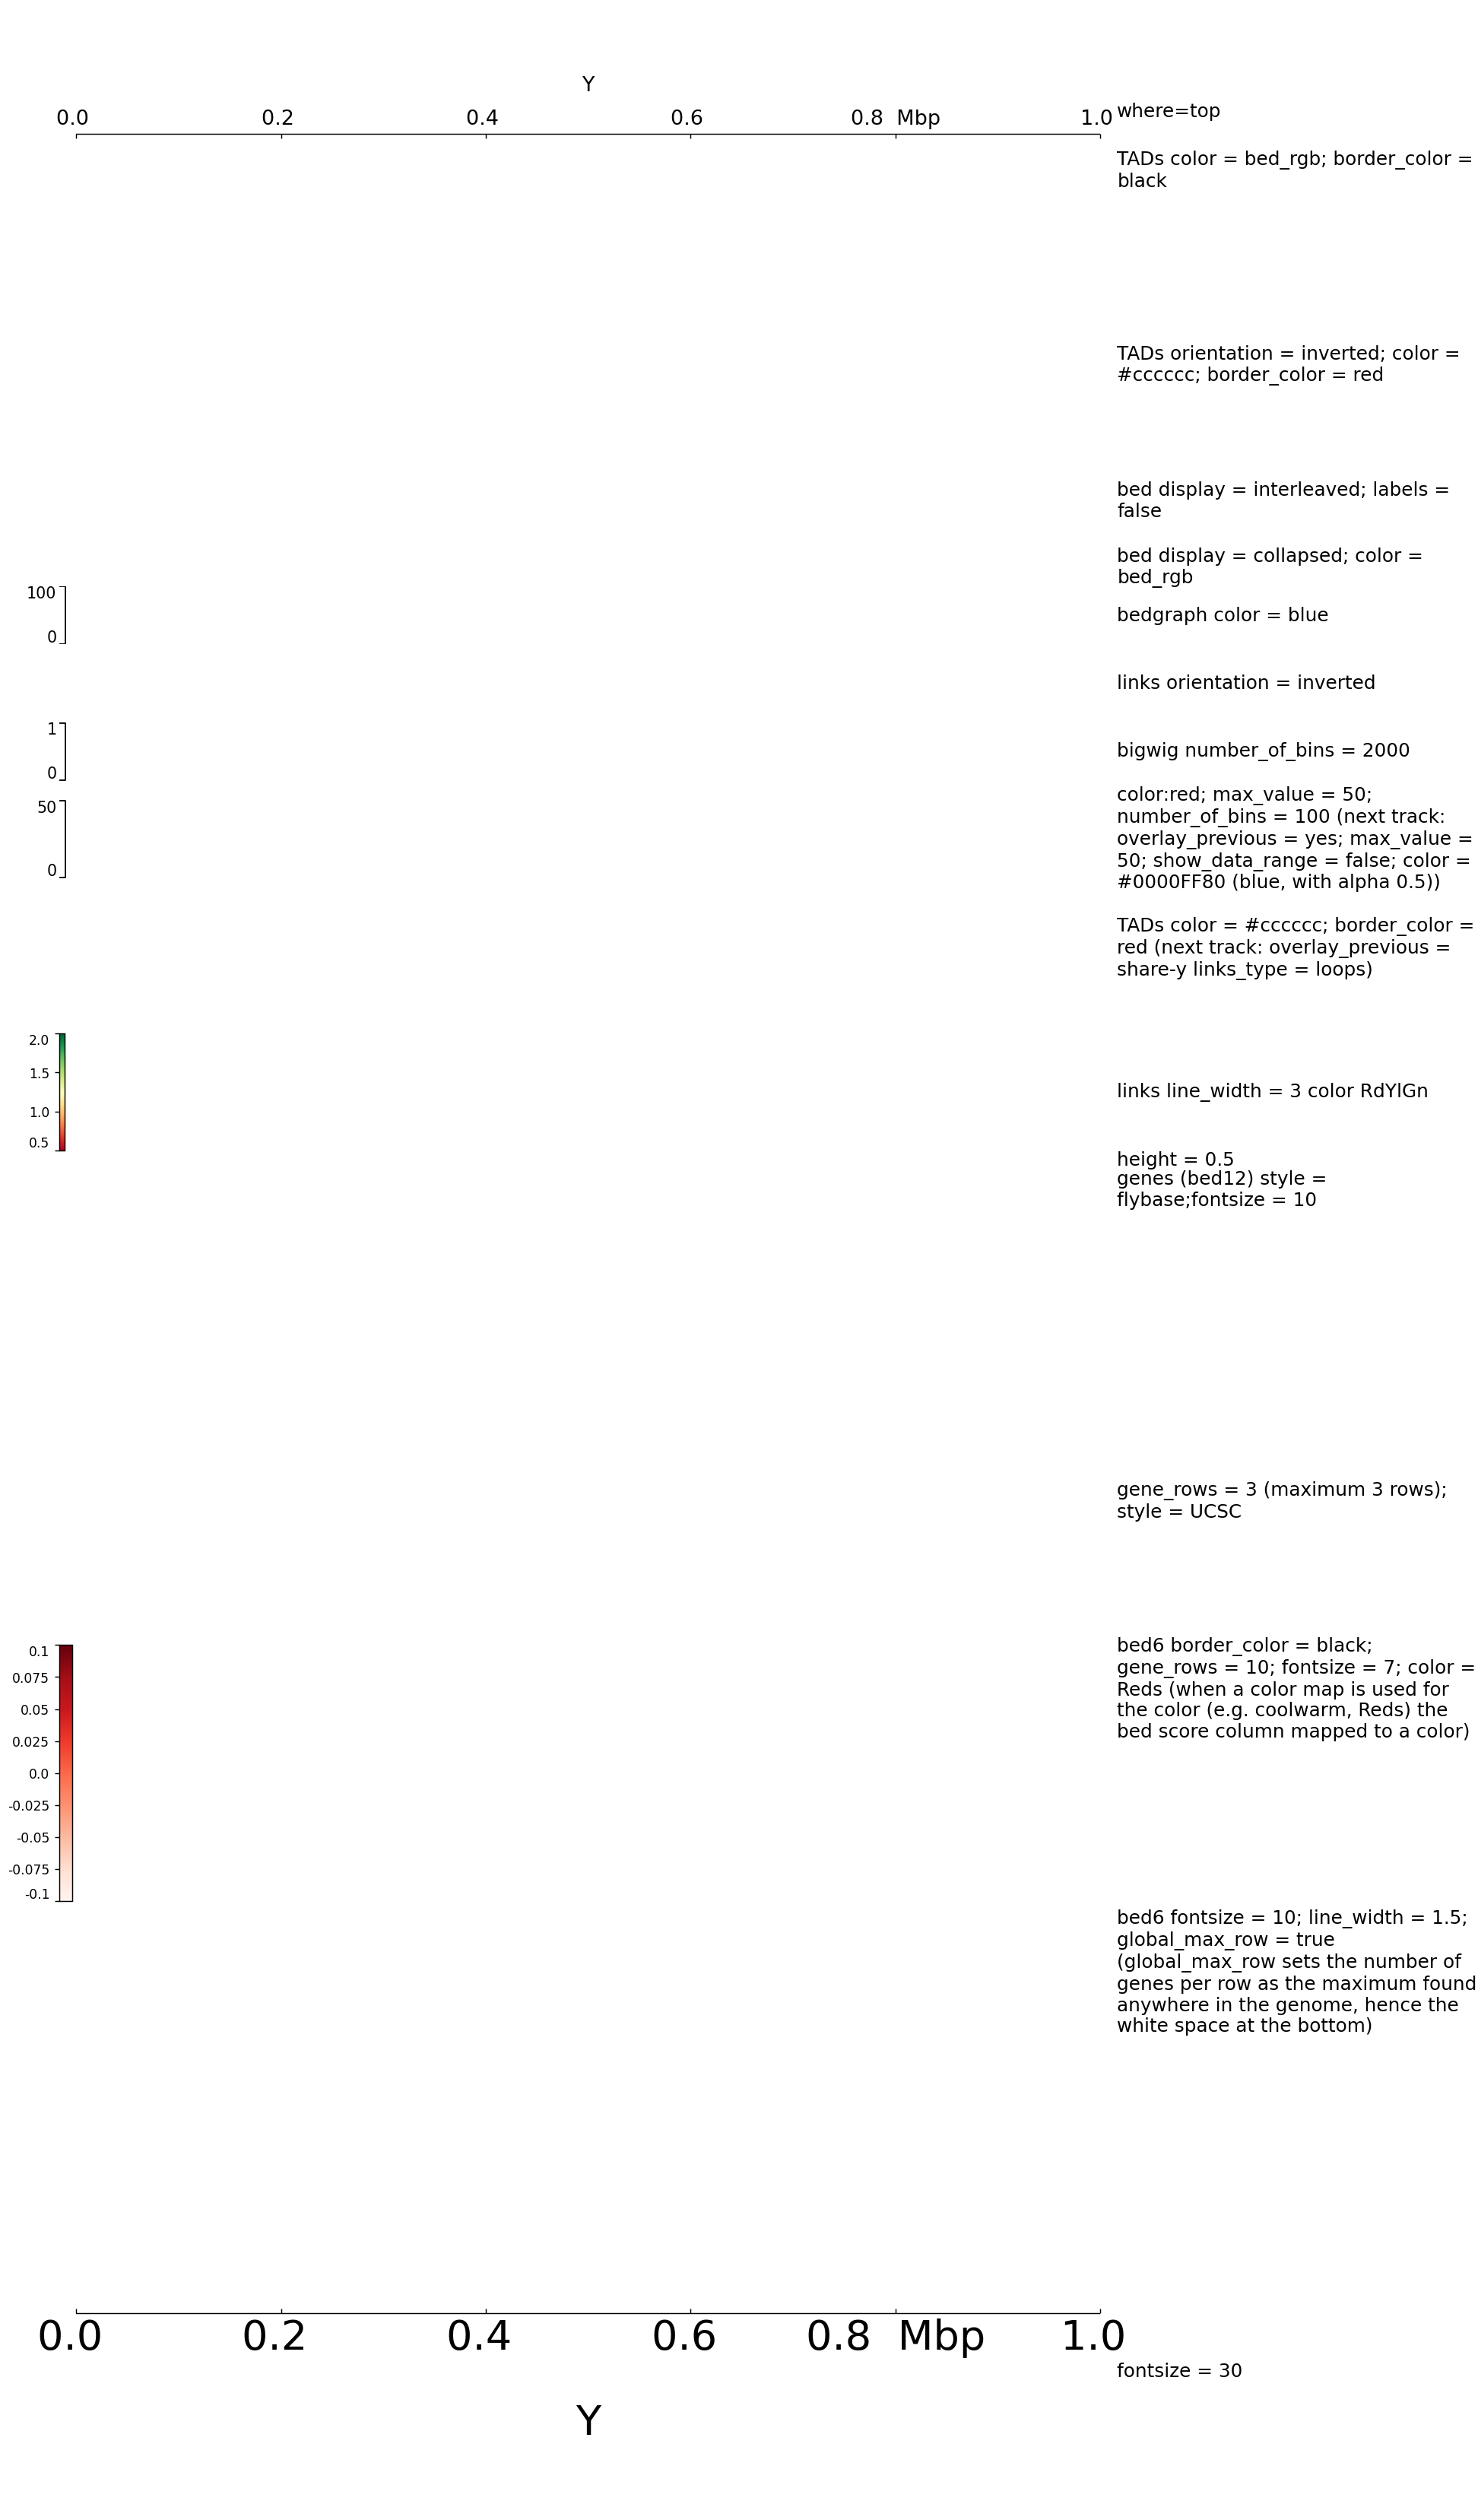 Y
0.0 0.2 0.4 0.6 0.8 Mbp 1.0
where=top
TADs color = bed_rgb; border_color =
black
TADs orientation = inverted; color =
#cccccc; border_color = red
bed display = interleaved; labels =
false
bed display = collapsed; color =
bed_rgb
100
0
bedgraph color = blue
links orientation = inverted
1
0
bigwig number_of_bins = 2000
50
0
color:red; max_value = 50;
number_of_bins = 100 (next track:
overlay_previous = yes; max_value =
50; show_data_range = false; color =
#0000FF80 (blue, with alpha 0.5))
TADs color = #cccccc; border_color =
red (next track: overlay_previous =
share-y links_type = loops)
2.0
1.5
1.0
0.5
links line_width = 3 color RdYlGn
height = 0.5
genes (bed12) style =
flybase;fontsize = 10
gene_rows = 3 (maximum 3 rows);
style = UCSC
0.1
0.075
0.05
0.025
0.0
-0.025
-0.05
-0.075
-0.1
bed6 border_color = black;
gene_rows = 10; fontsize = 7; color =
Reds (when a color map is used for
the color (e.g. coolwarm, Reds) the
bed score column mapped to a color)
bed6 fontsize = 10; line_width = 1.5;
global_max_row = true
(global_max_row sets the number of
genes per row as the maximum found
anywhere in the genome, hence the
white space at the bottom)
0.0 0.2 0.4 0.6 0.8 Mbp 1.0
fontsize = 30
Y